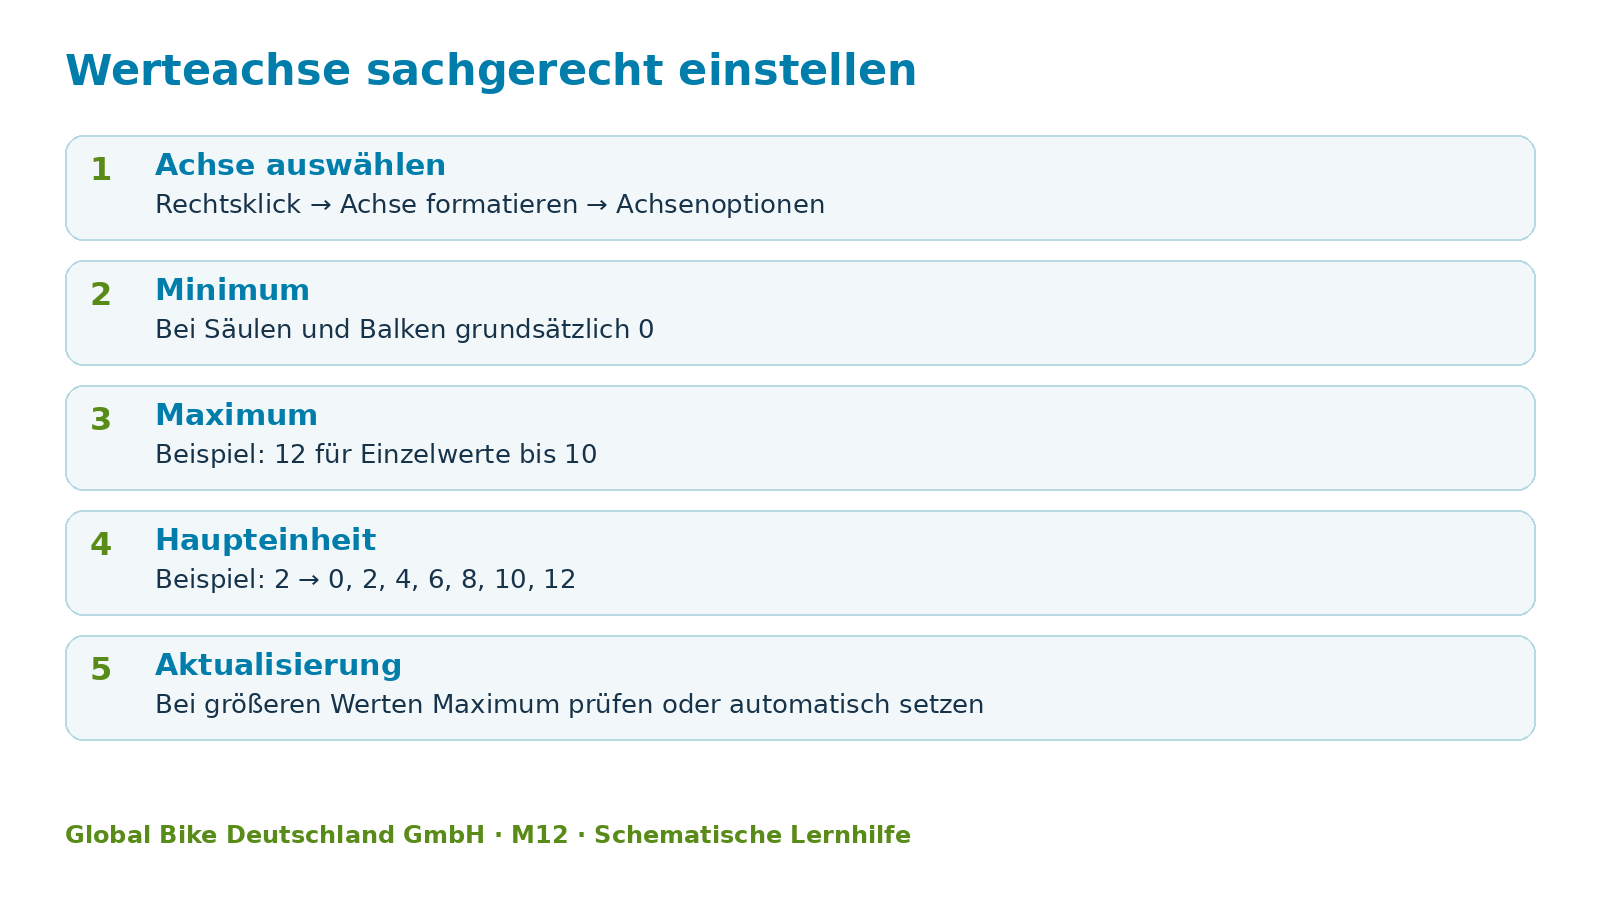 Werteachse sachgerecht einstellen
1 Achse auswählen
Rechtsklick → Achse formatieren → Achsenoptionen
2 Minimum
Bei Säulen und Balken grundsätzlich 0
3 Maximum
Beispiel: 12 für Einzelwerte bis 10
4 Haupteinheit
Beispiel: 2 → 0, 2, 4, 6, 8, 10, 12
5 Aktualisierung
Bei größeren Werten Maximum prüfen oder automatisch setzen
Global Bike Deutschland GmbH · M12 · Schematische Lernhilfe